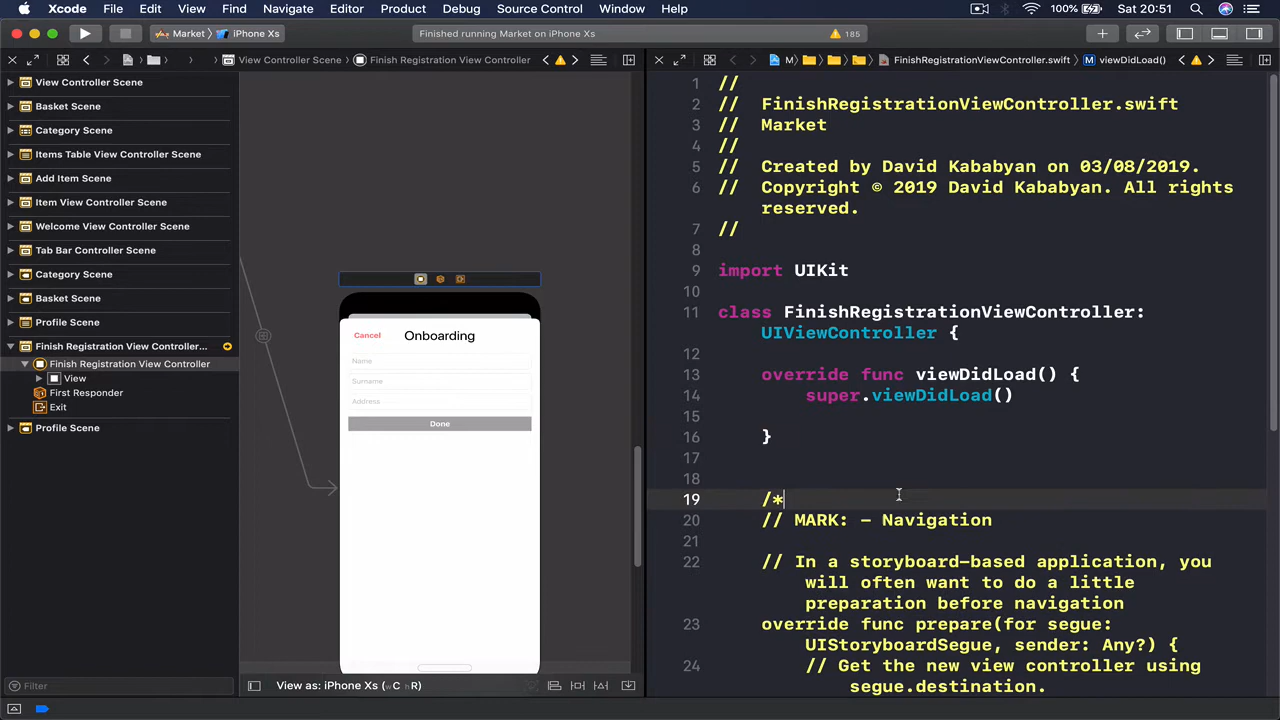 Xcode File Edit View Find Navigate Editor Product Debug Source Control Window Help 100% Sat 20:51
Market iPhone Xs Finished running Market on iPhone Xs 185
View Controller Scene Finish Registration View Controller
M FinishRegistrationViewController.swift M viewDidLoad()
View Controller Scene
Basket Scene
Category Scene
Items Table View Controller Scene
Add Item Scene
Item View Controller Scene
Welcome View Controller Scene
Tab Bar Controller Scene
Category Scene
Basket Scene
Profile Scene
Finish Registration View Controller...
Finish Registration View Controller
View
First Responder
Exit
Profile Scene
Filter
Cancel Onboarding
Name
Surname
Address
Done
View as: iPhone Xs (wC hR)
1 //
2 // FinishRegistrationViewController.swift
3 // Market
4 //
5 // Created by David Kababyan on 03/08/2019.
6 // Copyright © 2019 David Kababyan. All rights
reserved.
7 //
8
9 import UIKit
10
11 class FinishRegistrationViewController:
UIViewController {
12
13 override func viewDidLoad() {
14 super.viewDidLoad()
15
16 }
17
18
19 /*
20 // MARK: - Navigation
21
22 // In a storyboard-based application, you
will often want to do a little
preparation before navigation
23 override func prepare(for segue:
UIStoryboardSegue, sender: Any?) {
24 // Get the new view controller using
segue.destination.